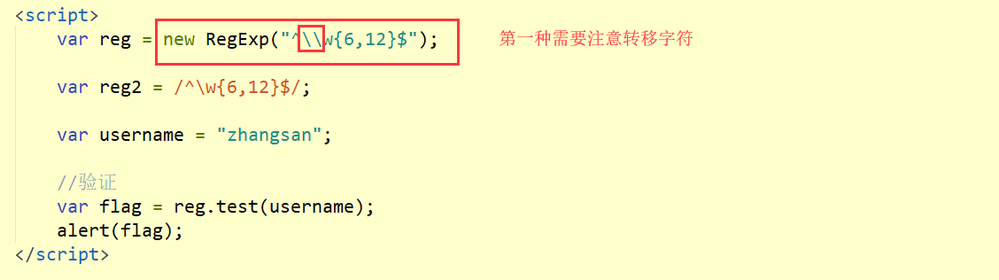 <script>
var reg = new RegExp("^\\w{6,12}$"); 第一种需要注意转移字符
var reg2 = /^\w{6,12}$/;
var username = "zhangsan";
//验证
var flag = reg.test(username);
alert(flag);
</script>